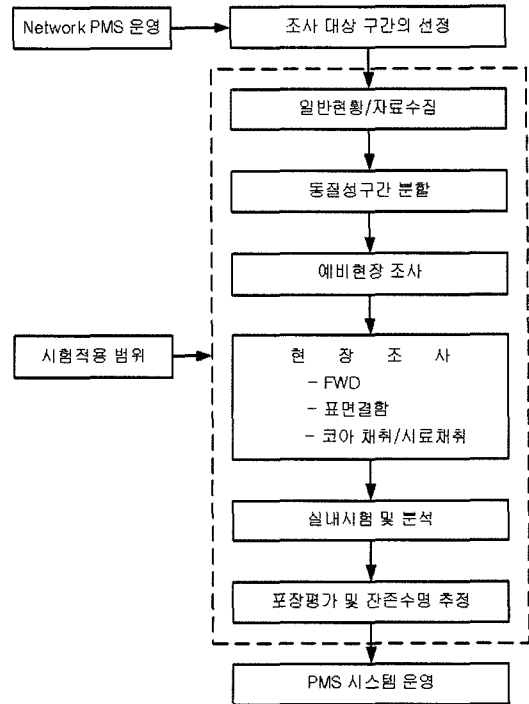 Network PMS 운영
조사 대상 구간의 선정
일반현황/자료수집
동질성구간 분할
예비현장 조사
시험적용 범위
현 장 조 사
- FWD
- 표면결함
- 코아 채취/시료채취
실내시험 및 분석
포장평가 및 잔존수명 추정
PMS 시스템 운영